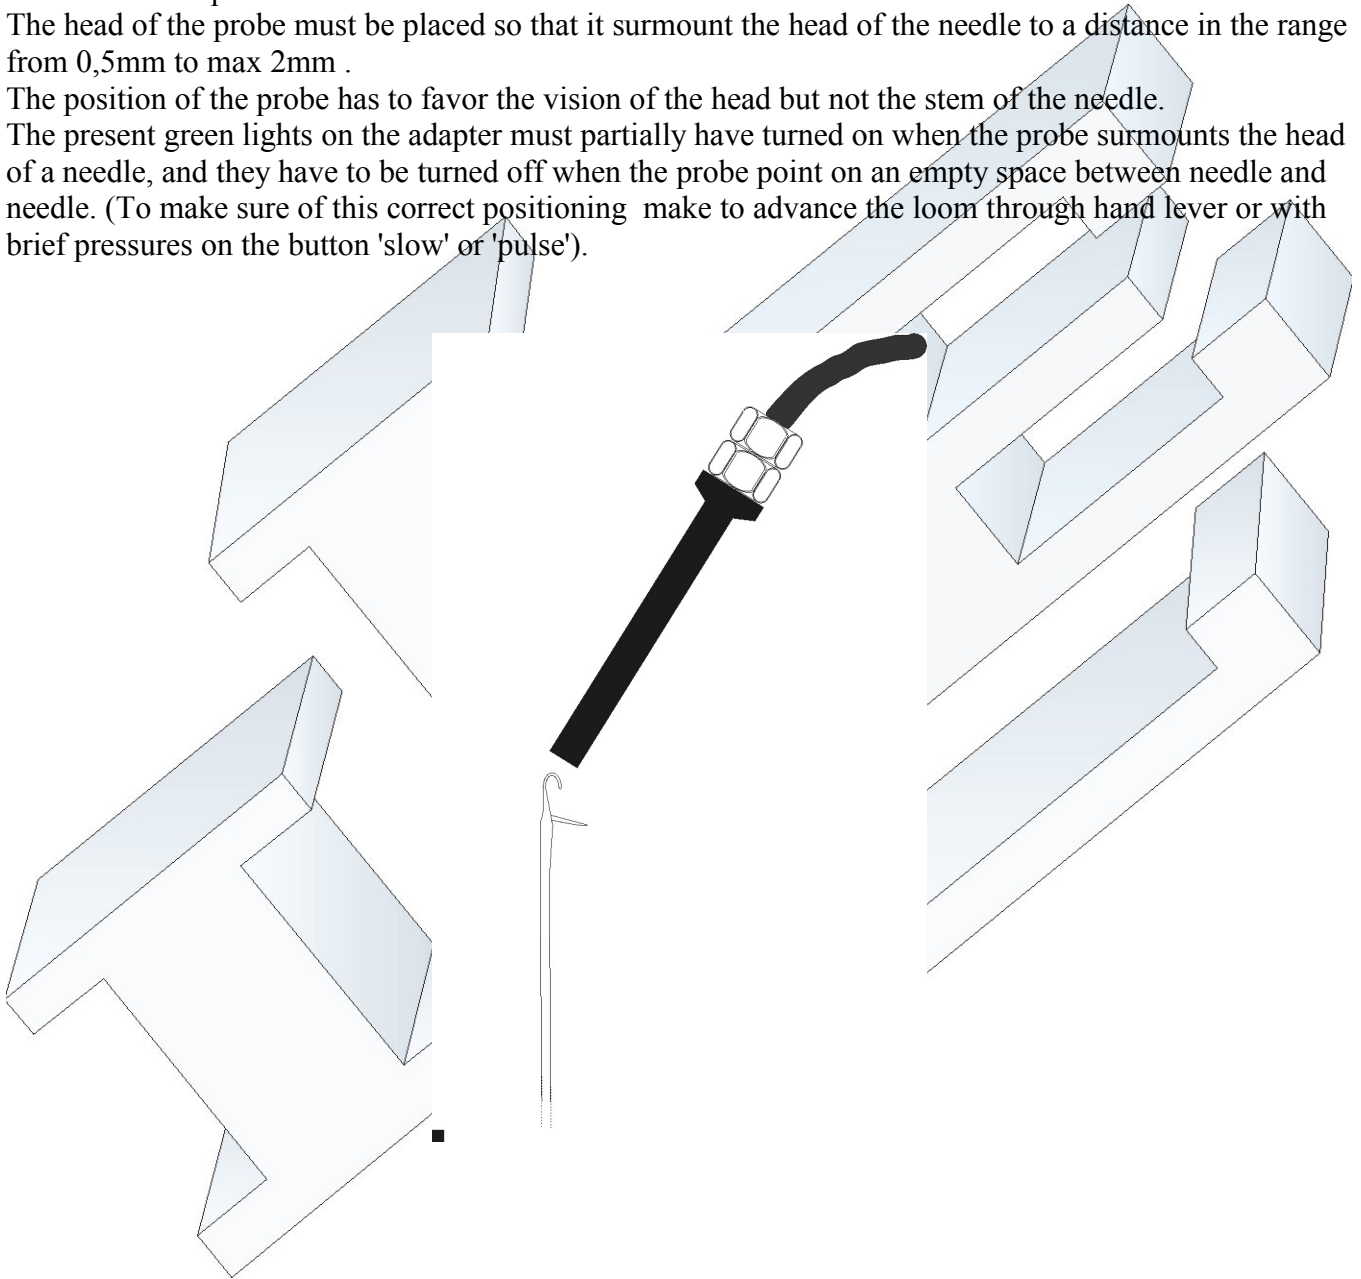 The head of the probe must be placed so that it surmount the head of the needle to a distance in the range
from 0,5mm to max 2mm .
The position of the probe has to favor the vision of the head but not the stem of the needle.
The present green lights on the adapter must partially have turned on when the probe surmounts the head
of a needle, and they have to be turned off when the probe point on an empty space between needle and
needle. (To make sure of this correct positioning  make to advance the loom through hand lever or with
brief pressures on the button 'slow' or 'pulse').